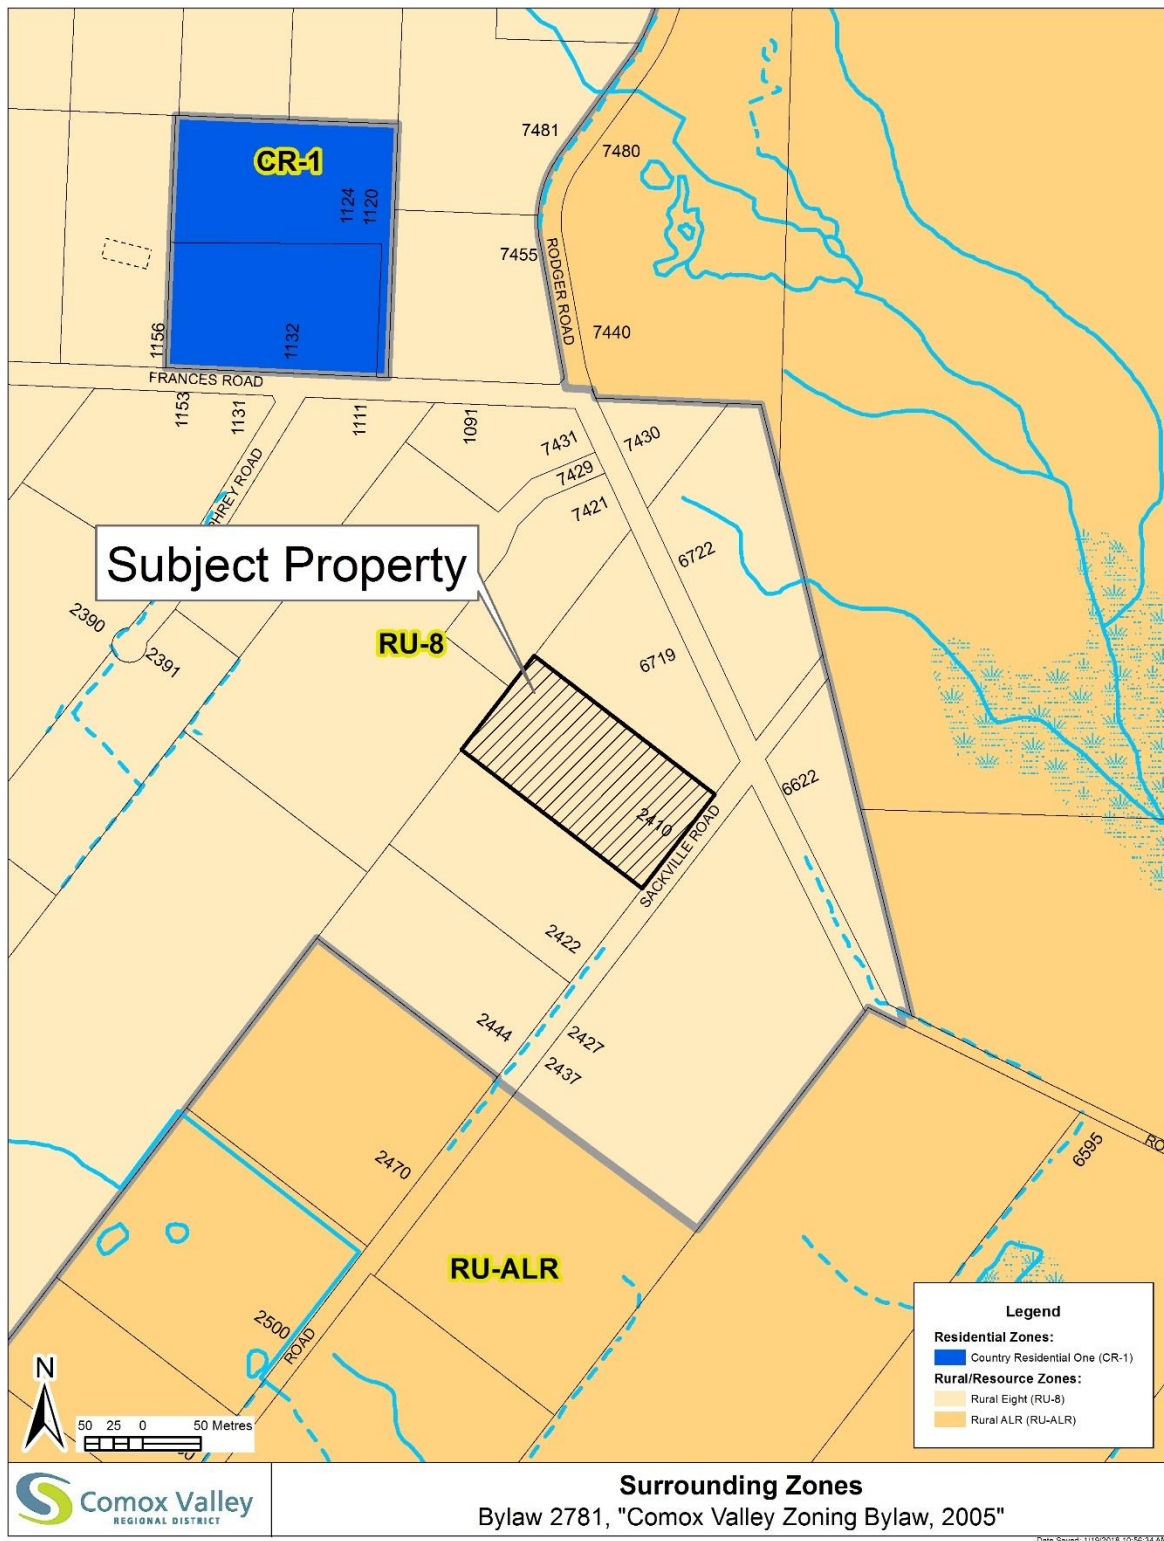 CR-1
1124
1120
7481
7480
7455
RODGER ROAD
7440
1156
1132
FRANCES ROAD
1153
1131
1111
1091
7431
7430
7429
7421
PHREY ROAD
Subject Property
6722
2390
2391
RU-8
6719
6622
2410
SACKVILLE ROAD
2422
2444
2427
2437
2470
6595
RO
RU-ALR
2500
ROAD
Legend
Residential Zones:
Country Residential One (CR-1)
Rural/Resource Zones:
Rural Eight (RU-8)
Rural ALR (RU-ALR)
N
50 25 0 50 Metres
Comox Valley
REGIONAL DISTRICT
Surrounding Zones
Bylaw 2781, "Comox Valley Zoning Bylaw, 2005"